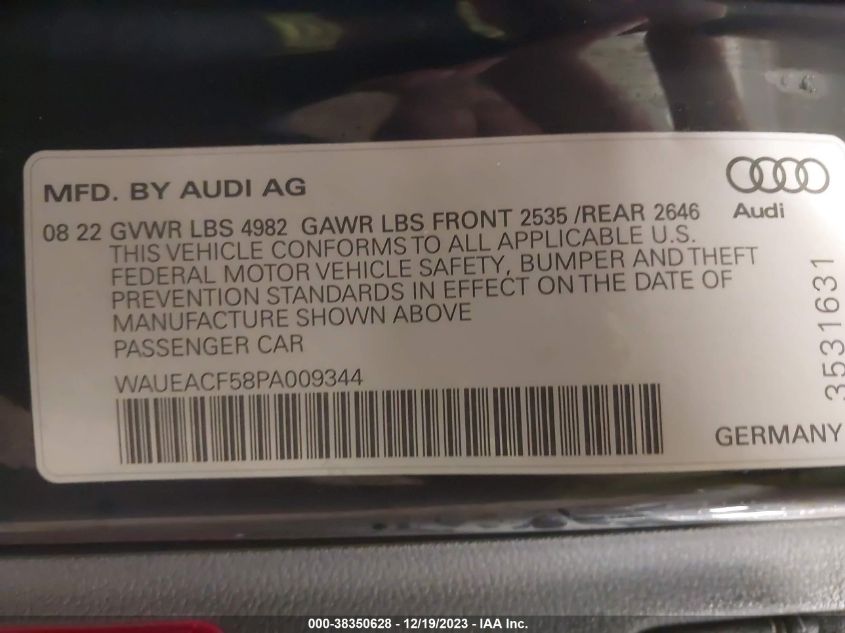 MFD. BY AUDI AG
Audi
08 22 GVWR LBS 4982 GAWR LBS FRONT 2535 /REAR 2646
THIS VEHICLE CONFORMS TO ALL APPLICABLE U.S.
FEDERAL MOTOR VEHICLE SAFETY, BUMPER AND THEFT
PREVENTION STANDARDS IN EFFECT ON THE DATE OF
MANUFACTURE SHOWN ABOVE
PASSENGER CAR
WAUEACF58PA009344
3531631
GERMANY
000-38350628 - 12/19/2023 - IAA Inc.